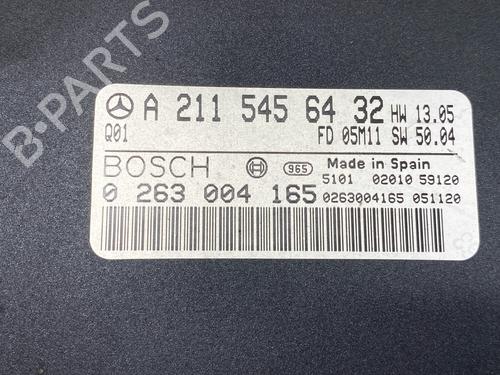 B-PARTS
A 211 545 64 32 HW 13.05
Q01 FD 05M11 SW 50.04
BOSCH 965 Made in Spain
5101 02010 59120
0 263 004 165 0263004165 051120